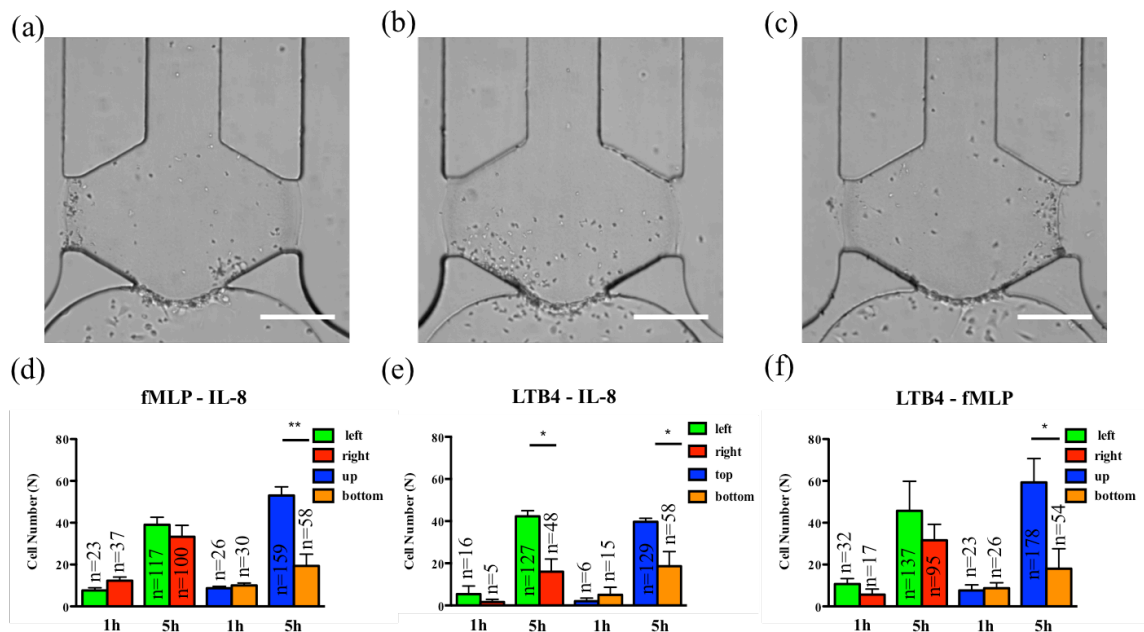 (a)
(b)
(c)
(d)
(e)
(f)
fMLP - IL-8
Cell Number (N)
80
60
40
20
0
n=23
n=37
n=117
n=100
n=26
n=30
n=159
n=58
**
left
right
up
bottom
1h
5h
1h
5h
LTB4 - IL-8
Cell Number (N)
80
60
40
20
0
n=16
n=5
n=127
n=48
n=6
n=15
n=129
n=58
*
*
left
right
top
bottom
1h
5h
1h
5h
LTB4 - fMLP
Cell Number (N)
80
60
40
20
0
n=32
n=17
n=137
n=95
n=23
n=26
n=178
n=54
*
left
right
up
bottom
1h
5h
1h
5h